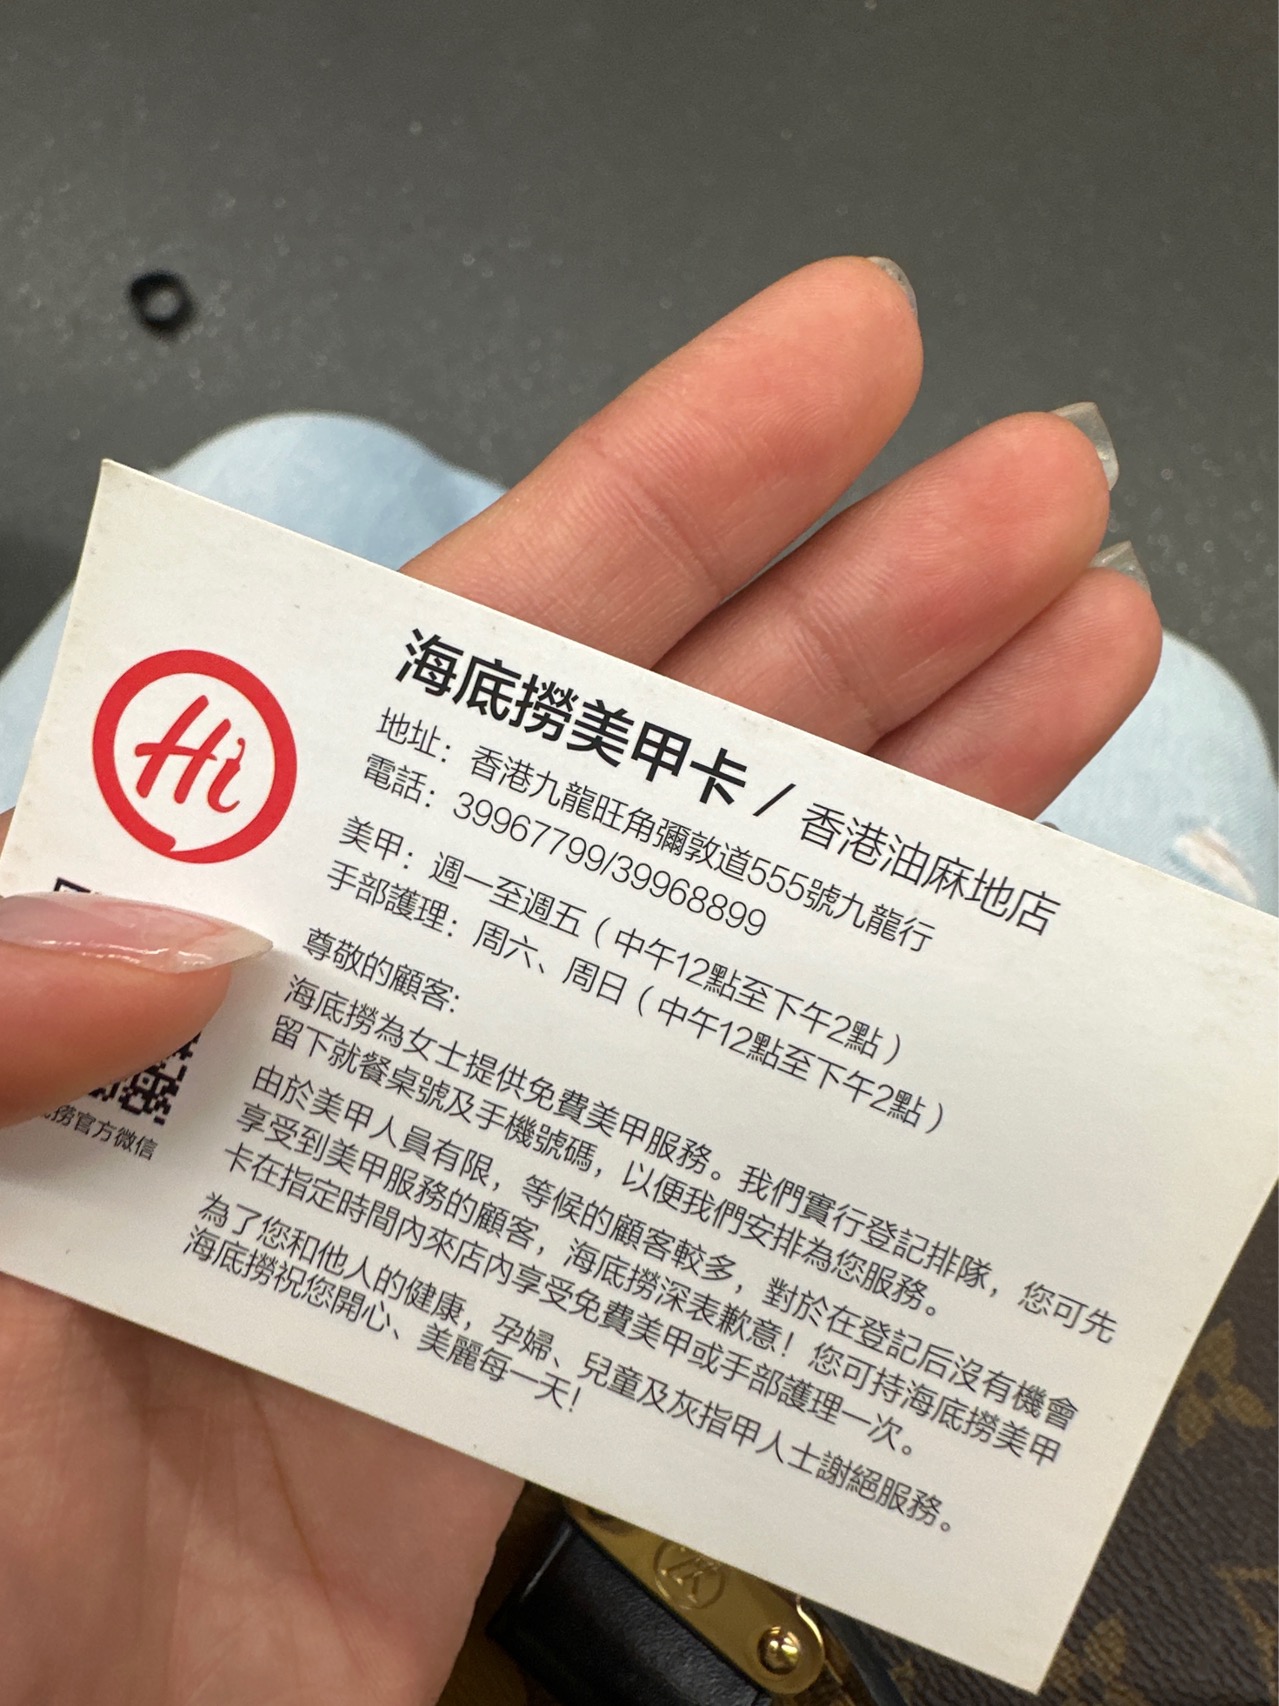 Hi
海底撈美甲卡 / 香港油麻地店
地址：香港九龍旺角彌敦道555號九龍行
電話：39967799/39968899
美甲：週一至週五（中午12點至下午2點）
手部護理：周六、周日（中午12點至下午2點）
尊敬的顧客:
海底撈為女士提供免費美甲服務。我們實行登記排隊，您可先
留下就餐桌號及手機號碼，以便我們安排為您服務。
由於美甲人員有限，等候的顧客較多，對於在登記后沒有機會
享受到美甲服務的顧客，海底撈深表歉意！您可持海底撈美甲
卡在指定時間內來店內享受免費美甲或手部護理一次。
為了您和他人的健康，孕婦、兒童及灰指甲人士謝絕服務。
海底撈祝您開心、美麗每一天！
撈官方微信